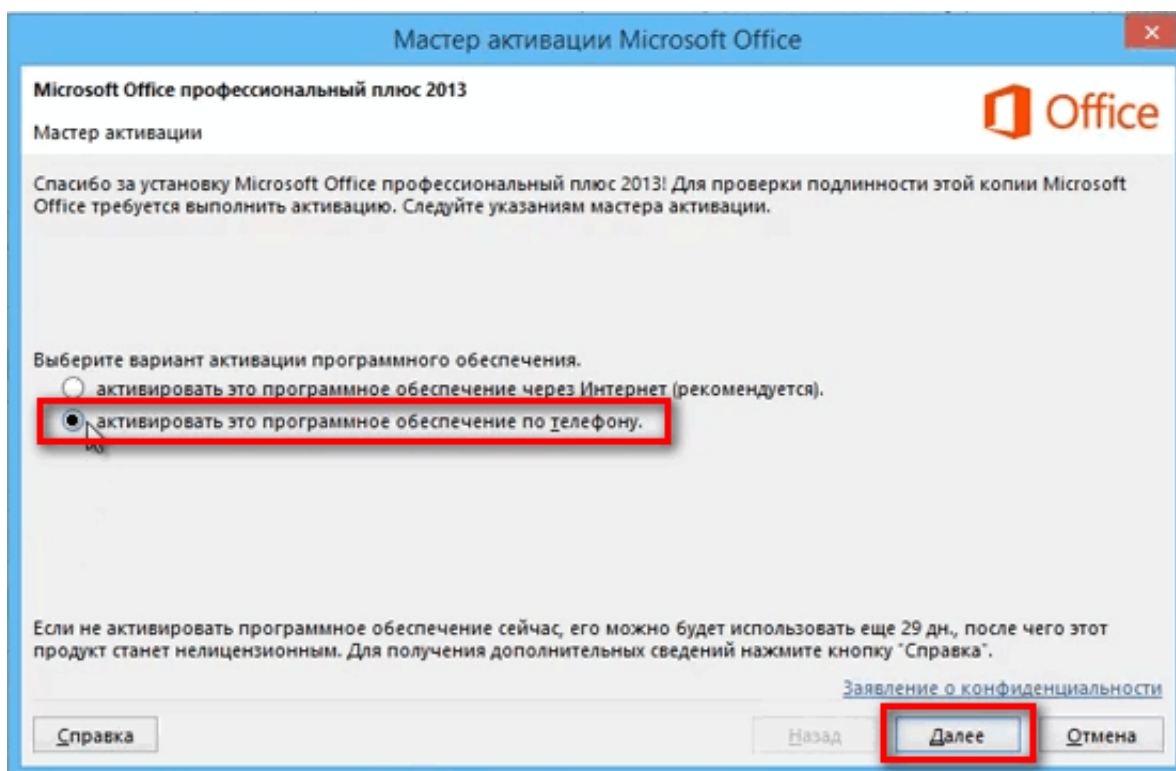 Мастер активации Microsoft Office
Microsoft Office профессиональный плюс 2013
Office
Мастер активации
Спасибо за установку Microsoft Office профессиональный плюс 2013! Для проверки подлинности этой копии Microsoft
Office требуется выполнить активацию. Следуйте указаниям мастера активации.
Выберите вариант активации программного обеспечения.
активировать это программное обеспечение через Интернет (рекомендуется).
активировать это программное обеспечение по телефону.
Если не активировать программное обеспечение сейчас, его можно будет использовать еще 29 дн., после чего этот
продукт станет нелицензионным. Для получения дополнительных сведений нажмите кнопку "Справка".
Заявление о конфиденциальности
Справка
Назад
Далее
Отмена